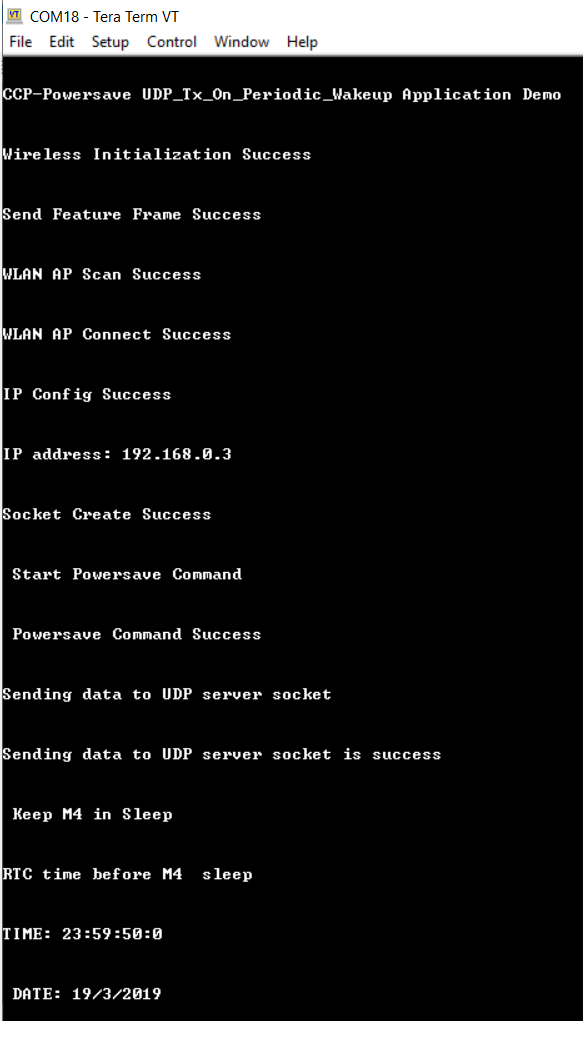 COM18 - Tera Term VT
File Edit Setup Control Window Help
CCP-Powersave UDP_Tx_On_Periodic_Wakeup Application Demo
Wireless Initialization Success
Send Feature Frame Success
WLAN AP Scan Success
WLAN AP Connect Success
IP Config Success
IP address: 192.168.0.3
Socket Create Success
Start Powersave Command
Powersave Command Success
Sending data to UDP server socket
Sending data to UDP server socket is success
Keep M4 in Sleep
RTC time before M4  sleep
TIME: 23:59:50:0
DATE: 19/3/2019